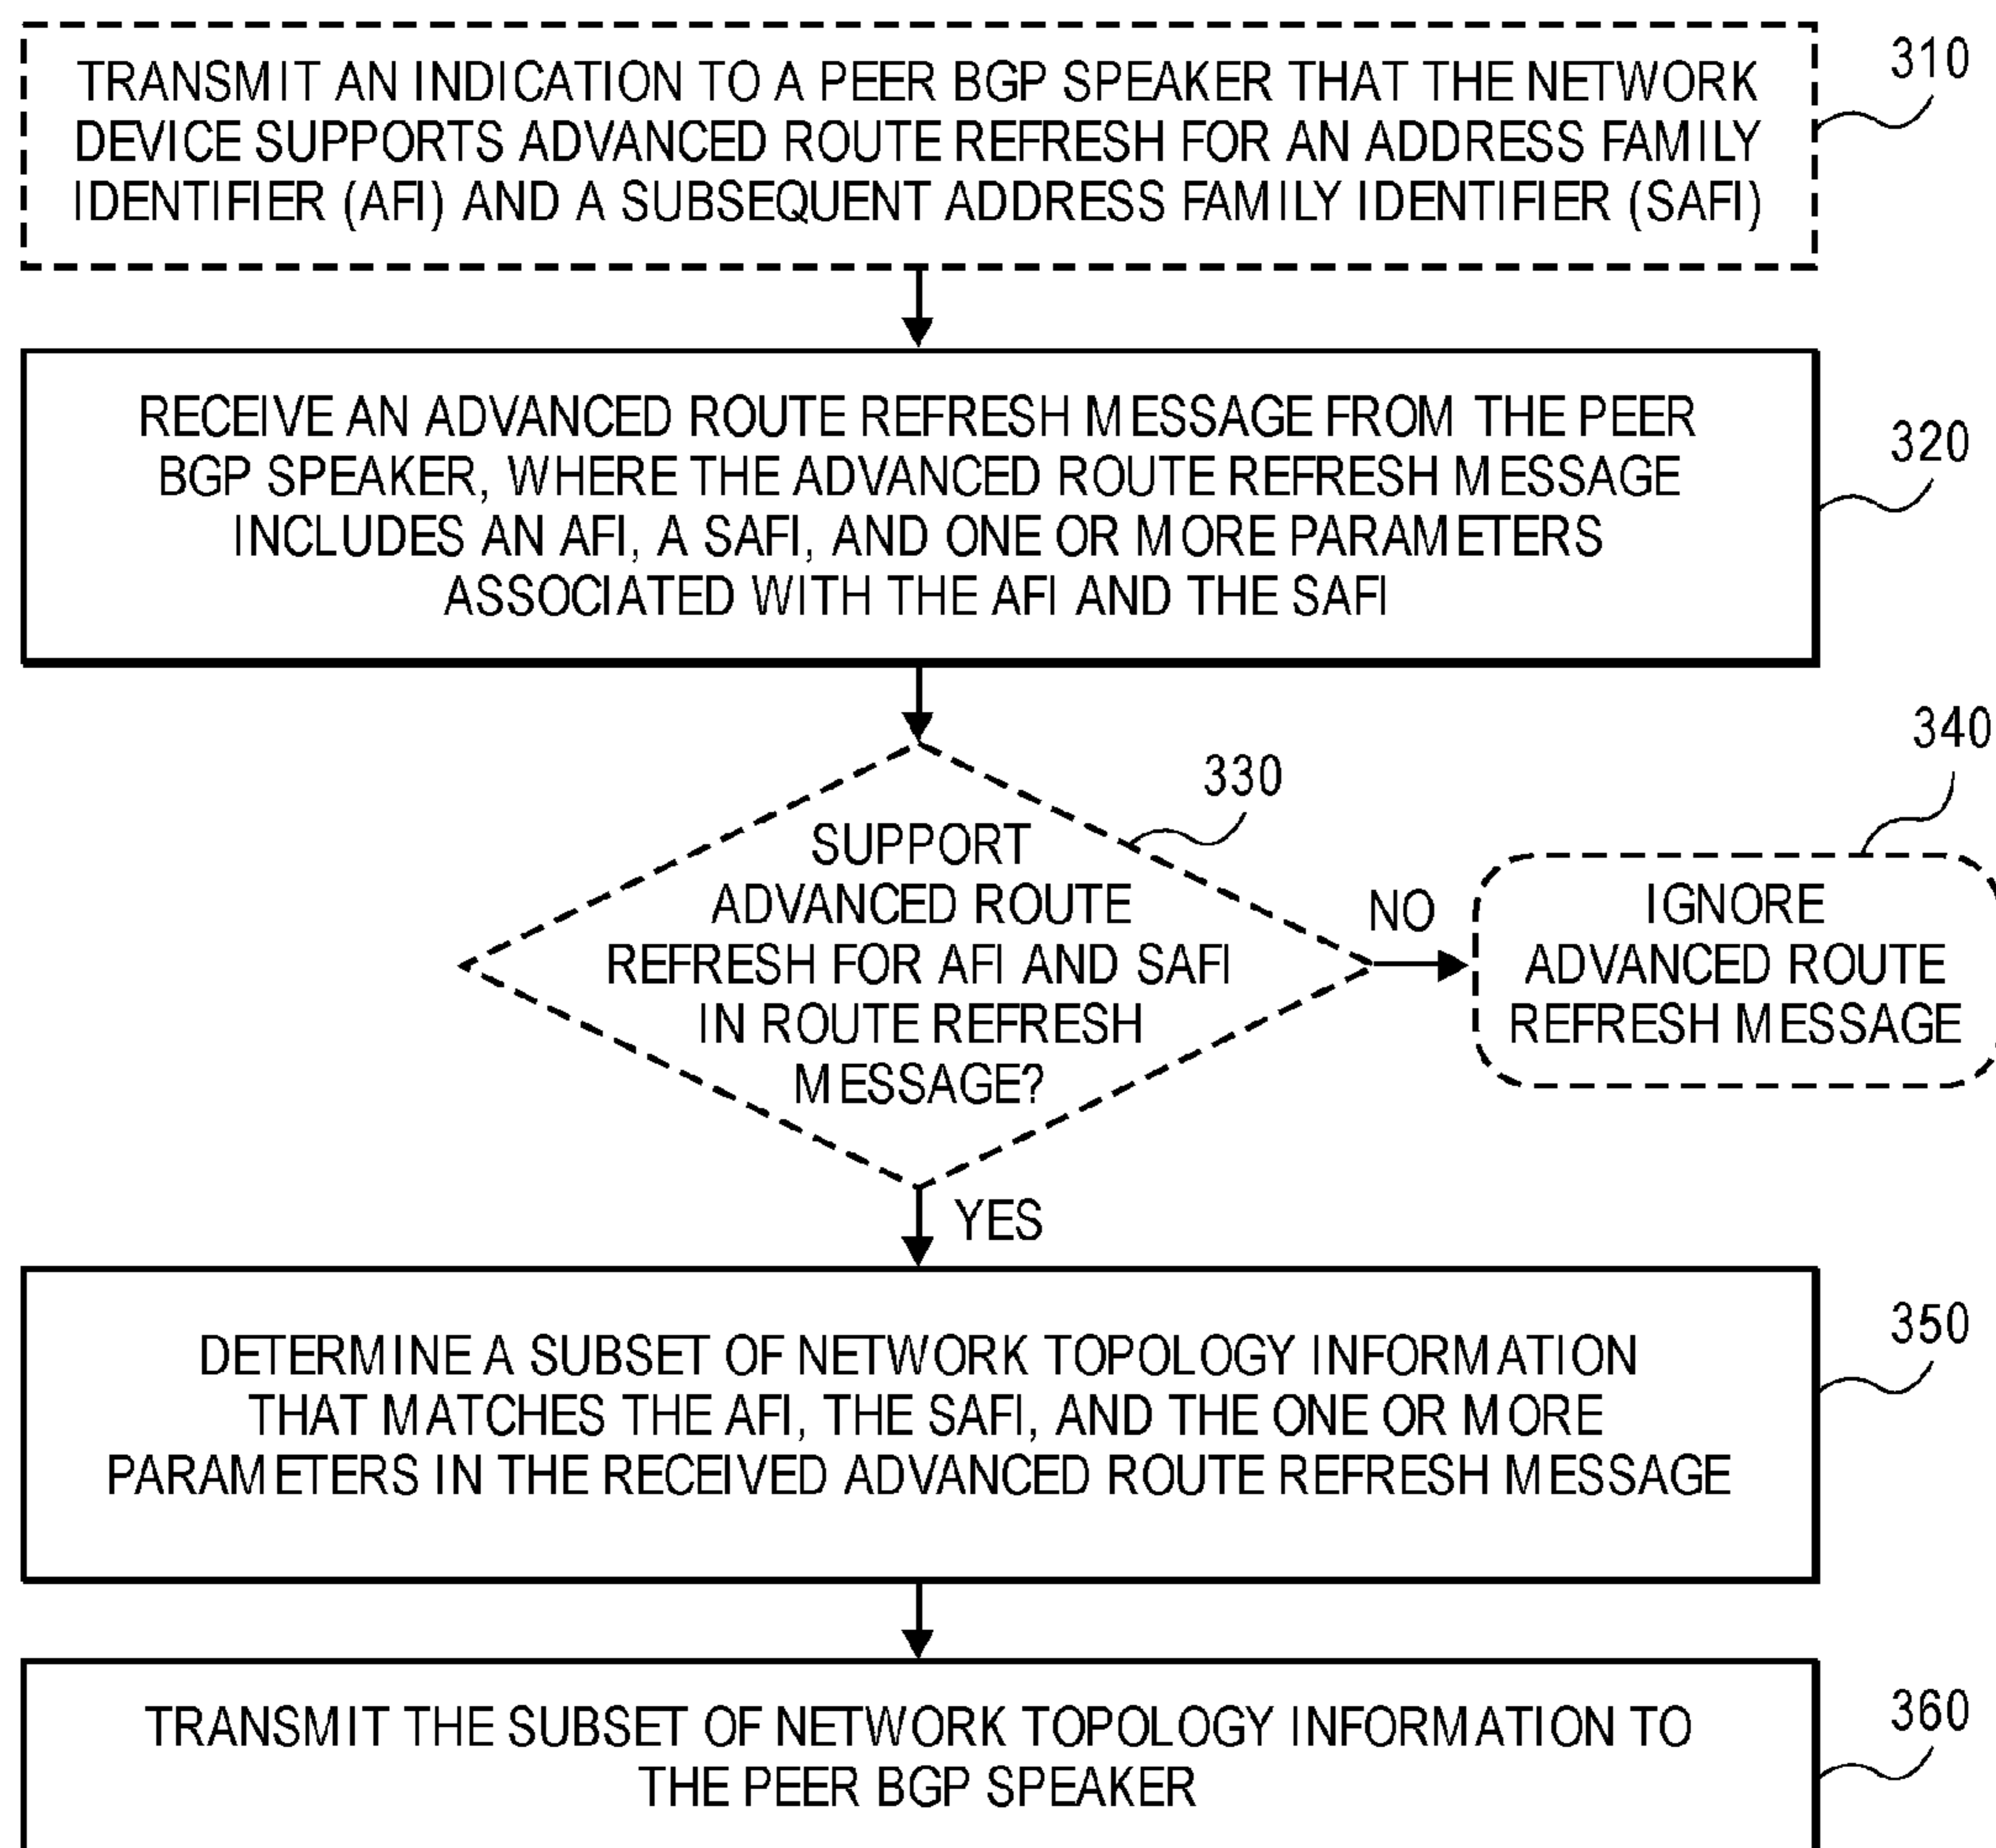 TRANSMIT AN INDICATION TO A PEER BGP SPEAKER THAT THE NETWORK
DEVICE SUPPORTS ADVANCED ROUTE REFRESH FOR AN ADDRESS FAMILY
IDENTIFIER (AFI) AND A SUBSEQUENT ADDRESS FAMILY IDENTIFIER (SAFI)
310
RECEIVE AN ADVANCED ROUTE REFRESH MESSAGE FROM THE PEER
BGP SPEAKER, WHERE THE ADVANCED ROUTE REFRESH MESSAGE
INCLUDES AN AFI, A SAFI, AND ONE OR MORE PARAMETERS
ASSOCIATED WITH THE AFI AND THE SAFI
320
SUPPORT
ADVANCED ROUTE
REFRESH FOR AFI AND SAFI
IN ROUTE REFRESH
MESSAGE?
330
NO
340
IGNORE
ADVANCED ROUTE
REFRESH MESSAGE
YES
DETERMINE A SUBSET OF NETWORK TOPOLOGY INFORMATION
THAT MATCHES THE AFI, THE SAFI, AND THE ONE OR MORE
PARAMETERS IN THE RECEIVED ADVANCED ROUTE REFRESH MESSAGE
350
TRANSMIT THE SUBSET OF NETWORK TOPOLOGY INFORMATION TO
THE PEER BGP SPEAKER
360